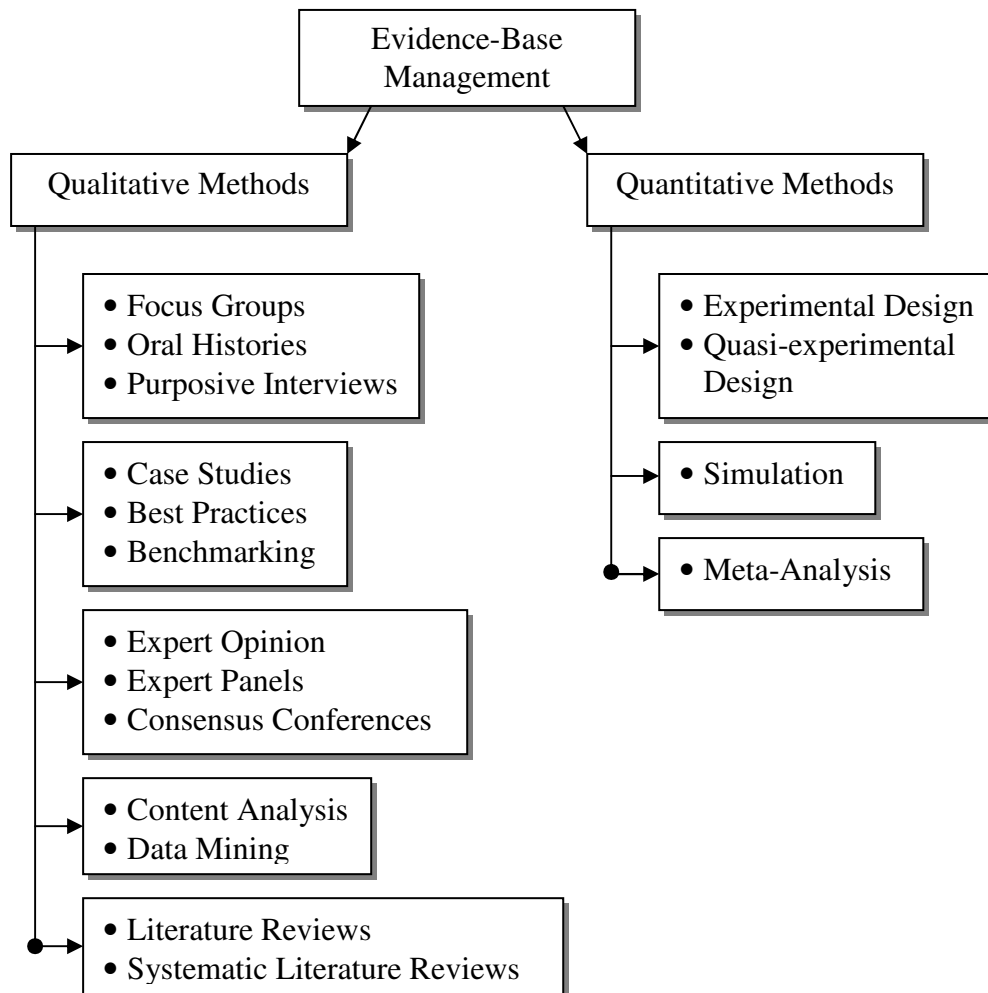 Evidence-Base
Management
Qualitative Methods
• Focus Groups
• Oral Histories
• Purposive Interviews
• Case Studies
• Best Practices
• Benchmarking
• Expert Opinion
• Expert Panels
• Consensus Conferences
• Content Analysis
• Data Mining
• Literature Reviews
• Systematic Literature Reviews
Quantitative Methods
• Experimental Design
• Quasi-experimental
Design
• Simulation
• Meta-Analysis